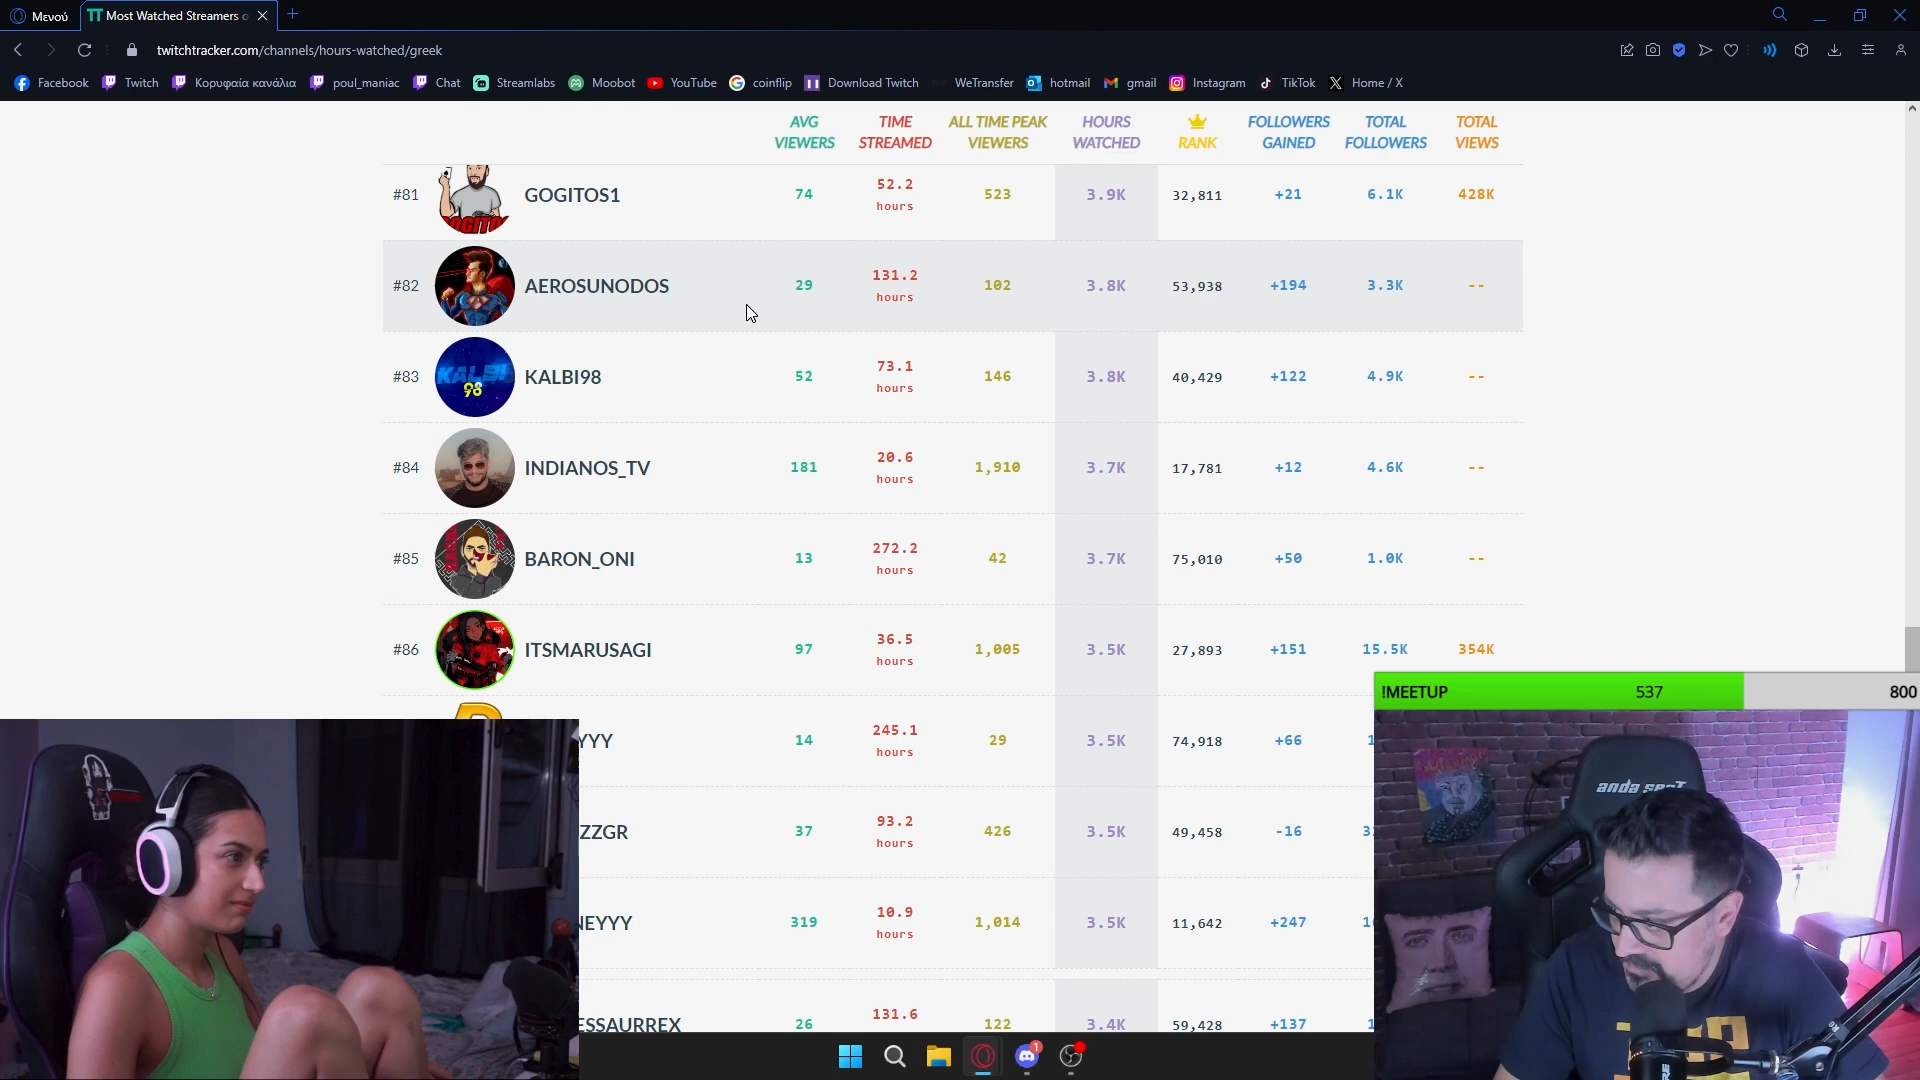 Μενού
Most Watched Streamers o
twitchtracker.com/channels/hours-watched/greek
Facebook Twitch Κορυφαία κανάλια poul_maniac Chat Streamlabs Moobot YouTube coinflip Download Twitch WeTransfer hotmail gmail Instagram TikTok Home / X
AVG VIEWERS TIME STREAMED ALL TIME PEAK VIEWERS HOURS WATCHED RANK FOLLOWERS GAINED TOTAL FOLLOWERS TOTAL VIEWS
#81 GOGITOS1 74 52.2 hours 523 3.9K 32,811 +21 6.1K 428K
#82 AEROSUNODOS 29 131.2 hours 102 3.8K 53,938 +194 3.3K --
#83 KALBI98 52 73.1 hours 146 3.8K 40,429 +122 4.9K --
#84 INDIANOS_TV 181 20.6 hours 1,910 3.7K 17,781 +12 4.6K --
#85 BARON_ONI 13 272.2 hours 42 3.7K 75,010 +50 1.0K --
#86 ITSMARUSAGI 97 36.5 hours 1,005 3.5K 27,893 +151 15.5K 354K
!MEETUP 537 800
YYY 14 245.1 hours 29 3.5K 74,918 +66
ZZGR 37 93.2 hours 426 3.5K 49,458 -16
NEYYY 319 10.9 hours 1,014 3.5K 11,642 +247
ESSAURREX 26 131.6 122 3.4K 59,428 +137
anda seaT